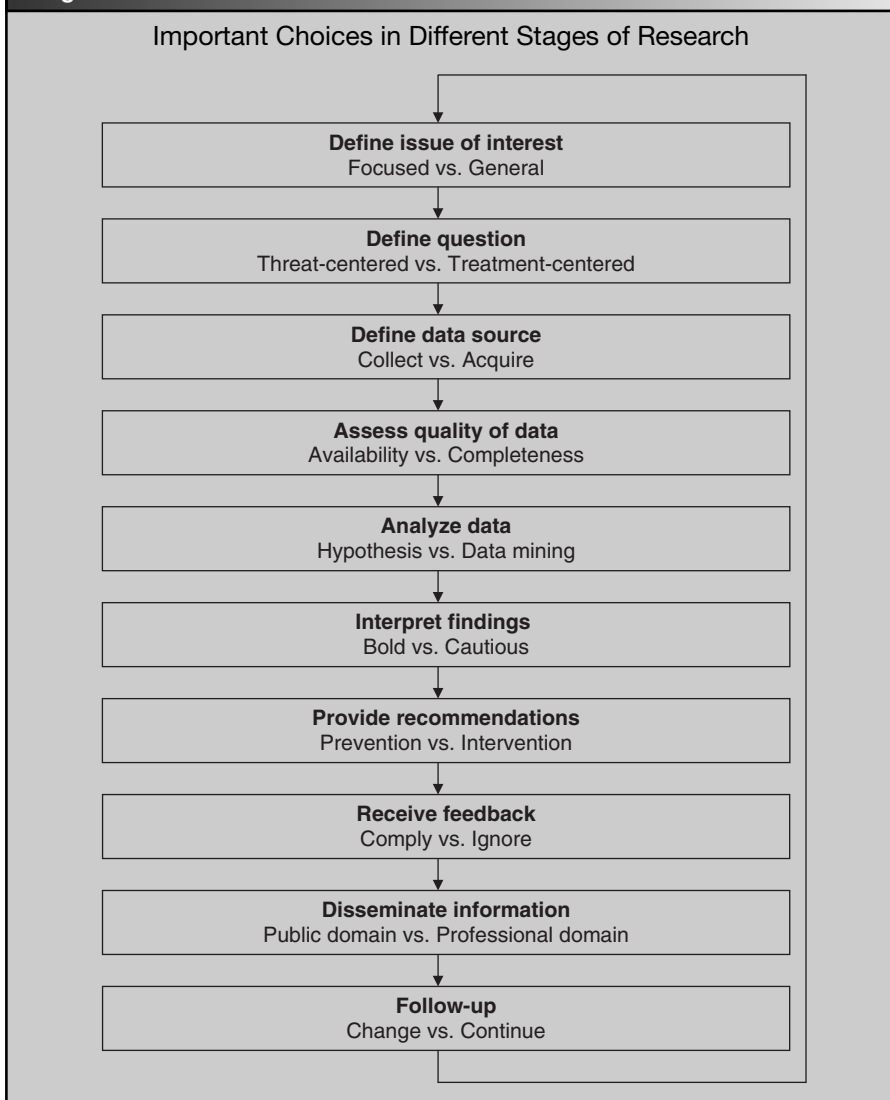 Important Choices in Different Stages of Research
Define issue of interest
Focused vs. General
Define question
Threat-centered vs. Treatment-centered
Define data source
Collect vs. Acquire
Assess quality of data
Availability vs. Completeness
Analyze data
Hypothesis vs. Data mining
Interpret findings
Bold vs. Cautious
Provide recommendations
Prevention vs. Intervention
Receive feedback
Comply vs. Ignore
Disseminate information
Public domain vs. Professional domain
Follow-up
Change vs. Continue